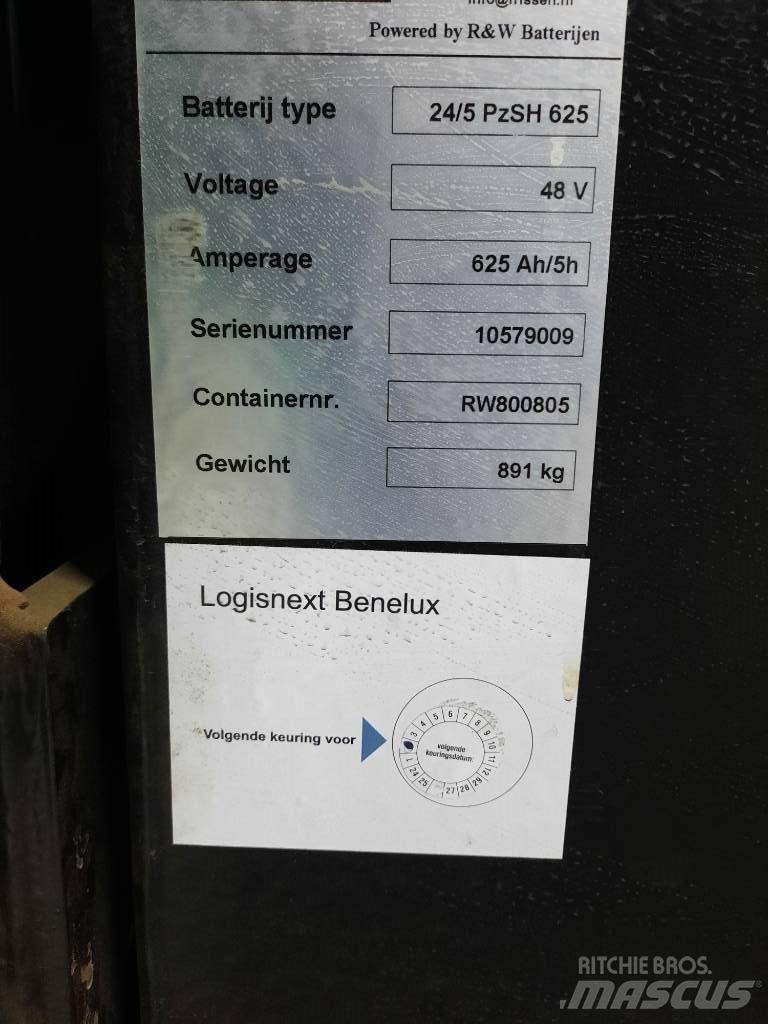 Powered by R&W Batterijen
Batterij type 24/5 PzSH 625
Voltage 48 V
Amperage 625 Ah/5h
Serienummer 10579009
Containernr. RW800805
Gewicht 891 kg
Logisnext Benelux
Volgende keuring voor
1 3 4 5 6 7 8 9 10 11 12
volgende
keuringsdatum:
24 25 27 28 29
RITCHIE BROS.
MASCUS